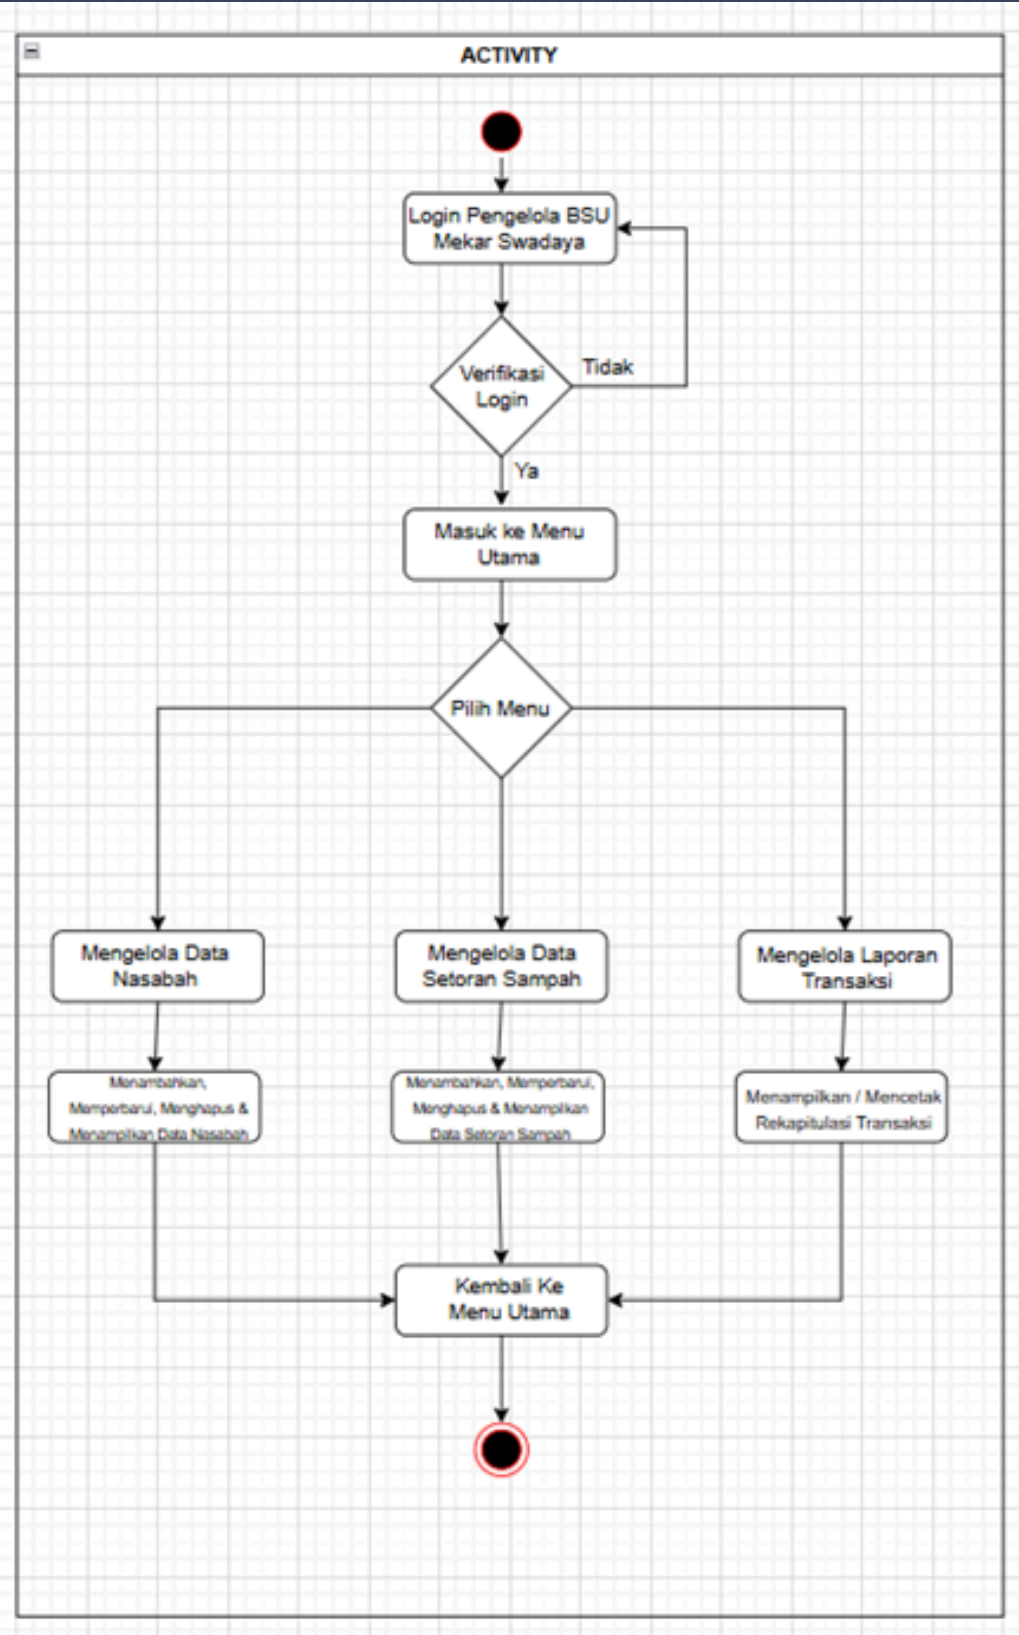 ACTIVITY
Login Pengelola BSU
Mekar Swadaya
Verifikasi
Login
Tidak
Ya
Masuk ke Menu
Utama
Pilih Menu
Mengelola Data
Nasabah
Mengelola Data
Setoran Sampah
Mengelola Laporan
Transaksi
Menambahkan,
Memperbarui, Menghapus &
Menampilkan Data Nasabah
Menambahkan, Memperbarui,
Menghapus & Menampilkan
Data Setoran Sampah
Menampilkan / Mencetak
Rekapitulasi Transaksi
Kembali Ke
Menu Utama